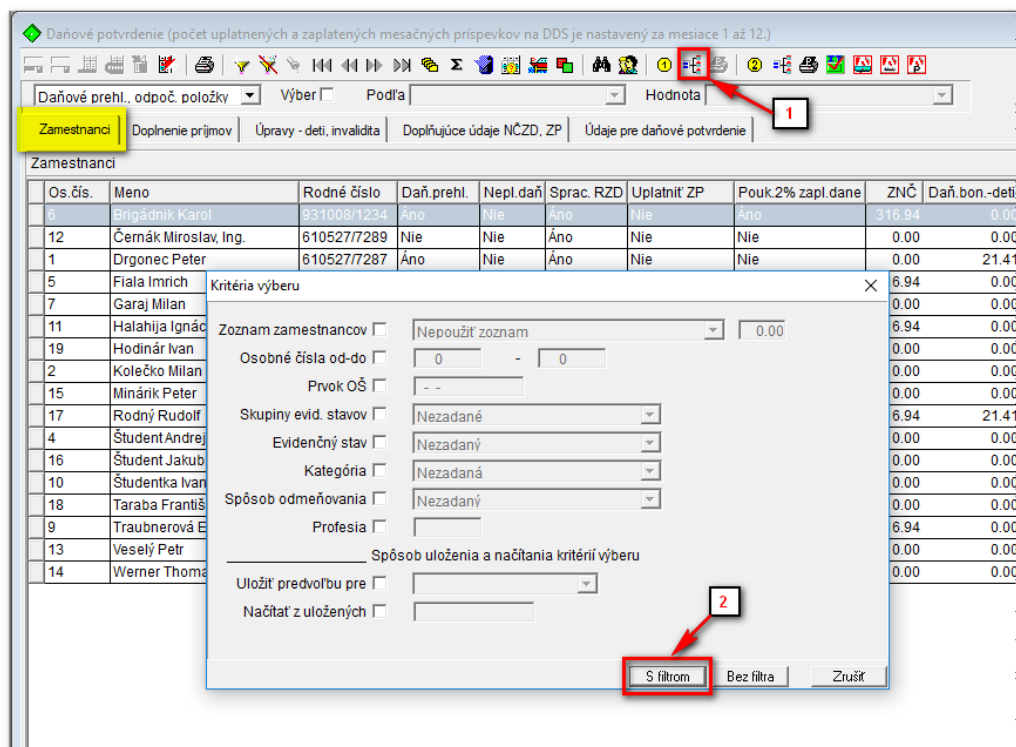 Daňové potvrdenie (počet uplatnených a zaplatených mesačných príspevkov na DDS je nastavený za mesiace 1 až 12.)
Daňové prehl., odpoč. položky Výber Podľa Hodnota
1
Zamestnanci Doplnenie príjmov Úpravy - deti, invalidita Doplňujúce údaje NČZD, ZP Údaje pre daňové potvrdenie
Zamestnanci
Os.čís. Meno Rodné číslo Daň.prehl. Nepl.daň Sprac. RZD Uplatniť ZP Pouk.2% zapl.dane ZNČ Daň.bon.-deti
6 Brigádnik Karol 931008/1234 Áno Nie Áno Nie Áno 316.94 0.00
12 Černák Miroslav, Ing. 610527/7289 Nie Nie Áno Nie Nie 0.00 0.00
1 Drgonec Peter 610527/7287 Áno Nie Áno Nie Nie 0.00 21.41
5 Fiala Imrich 6.94 0.00
7 Garaj Milan 0.00 0.00
11 Halahija Ignác 6.94 0.00
19 Hodinár Ivan 0.00 0.00
2 Kolečko Milan 0.00 0.00
15 Minárik Peter 0.00 0.00
17 Rodný Rudolf 6.94 21.41
4 Študent Andrej 0.00 0.00
16 Študent Jakub 0.00 0.00
10 Študentka Ivan 0.00 0.00
18 Taraba Františ 0.00 0.00
9 Traubnerová E 6.94 0.00
13 Veselý Petr 0.00 0.00
14 Werner Thoma 0.00 0.00
Kritéria výberu
Zoznam zamestnancov Nepoužiť zoznam 0.00
Osobné čísla od-do 0 - 0
Prvok OŠ - -
Skupiny evid. stavov Nezadané
Evidenčný stav Nezadaný
Kategória Nezadaná
Spôsob odmeňovania Nezadaný
Profesia
Spôsob uloženia a načítania kritérií výberu
Uložiť predvoľbu pre
Načítať z uložených
2
S filtrom Bez filtra Zrušiť